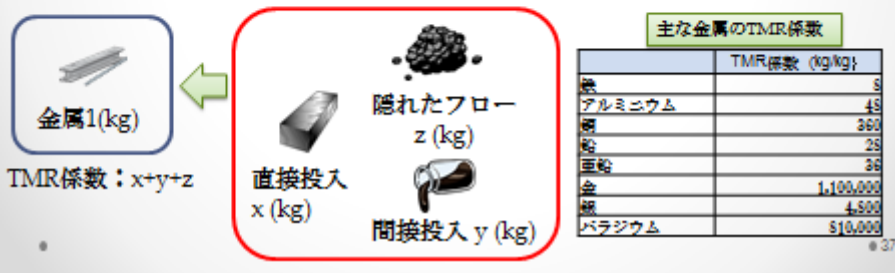 金属1(kg)
TMR係数：x+y+z
隠れたフロー
z (kg)
直接投入
x (kg)
間接投入 y (kg)
主な金属のTMR係数
TMR係数 (kg/kg)
鉄 8
アルミニウム 48
銅 360
鉛 28
亜鉛 36
金 1,100,000
銀 4,800
パラジウム 810,000
37